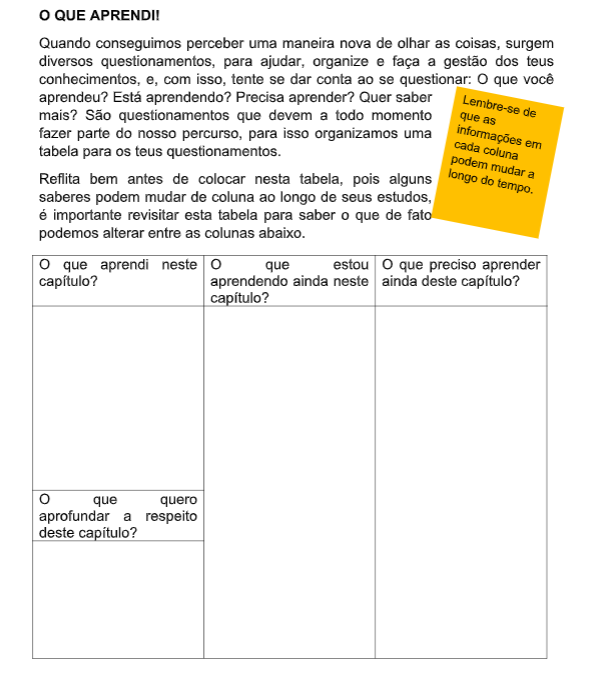 O QUE APRENDI!
Quando conseguimos perceber uma maneira nova de olhar as coisas, surgem
diversos questionamentos, para ajudar, organize e faça a gestão dos teus
conhecimentos, e, com isso, tente se dar conta ao se questionar: O que você
aprendeu? Está aprendendo? Precisa aprender? Quer saber
mais? São questionamentos que devem a todo momento
fazer parte do nosso percurso, para isso organizamos uma
tabela para os teus questionamentos.
Lembre-se de
que as
informações em
cada coluna
podem mudar a
longo do tempo.
Reflita bem antes de colocar nesta tabela, pois alguns
saberes podem mudar de coluna ao longo de seus estudos,
é importante revisitar esta tabela para saber o que de fato
podemos alterar entre as colunas abaixo.
O que aprendi neste
capítulo?
O que estou
aprendendo ainda neste
capítulo?
O que preciso aprender
ainda deste capítulo?
O que quero
aprofundar a respeito
deste capítulo?